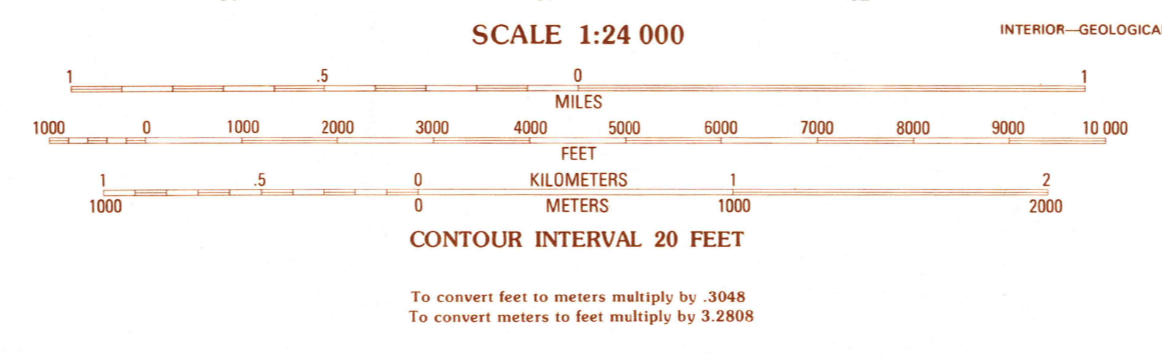 SCALE 1:24 000
INTERIOR—GEOLOGICAL
1 .5 0 1
MILES
1000 0 1000 2000 3000 4000 5000 6000 7000 8000 9000 10 000
FEET
1 .5 0 KILOMETERS 1 2
1000 0 METERS 1000 2000
CONTOUR INTERVAL 20 FEET
To convert feet to meters multiply by .3048
To convert meters to feet multiply by 3.2808